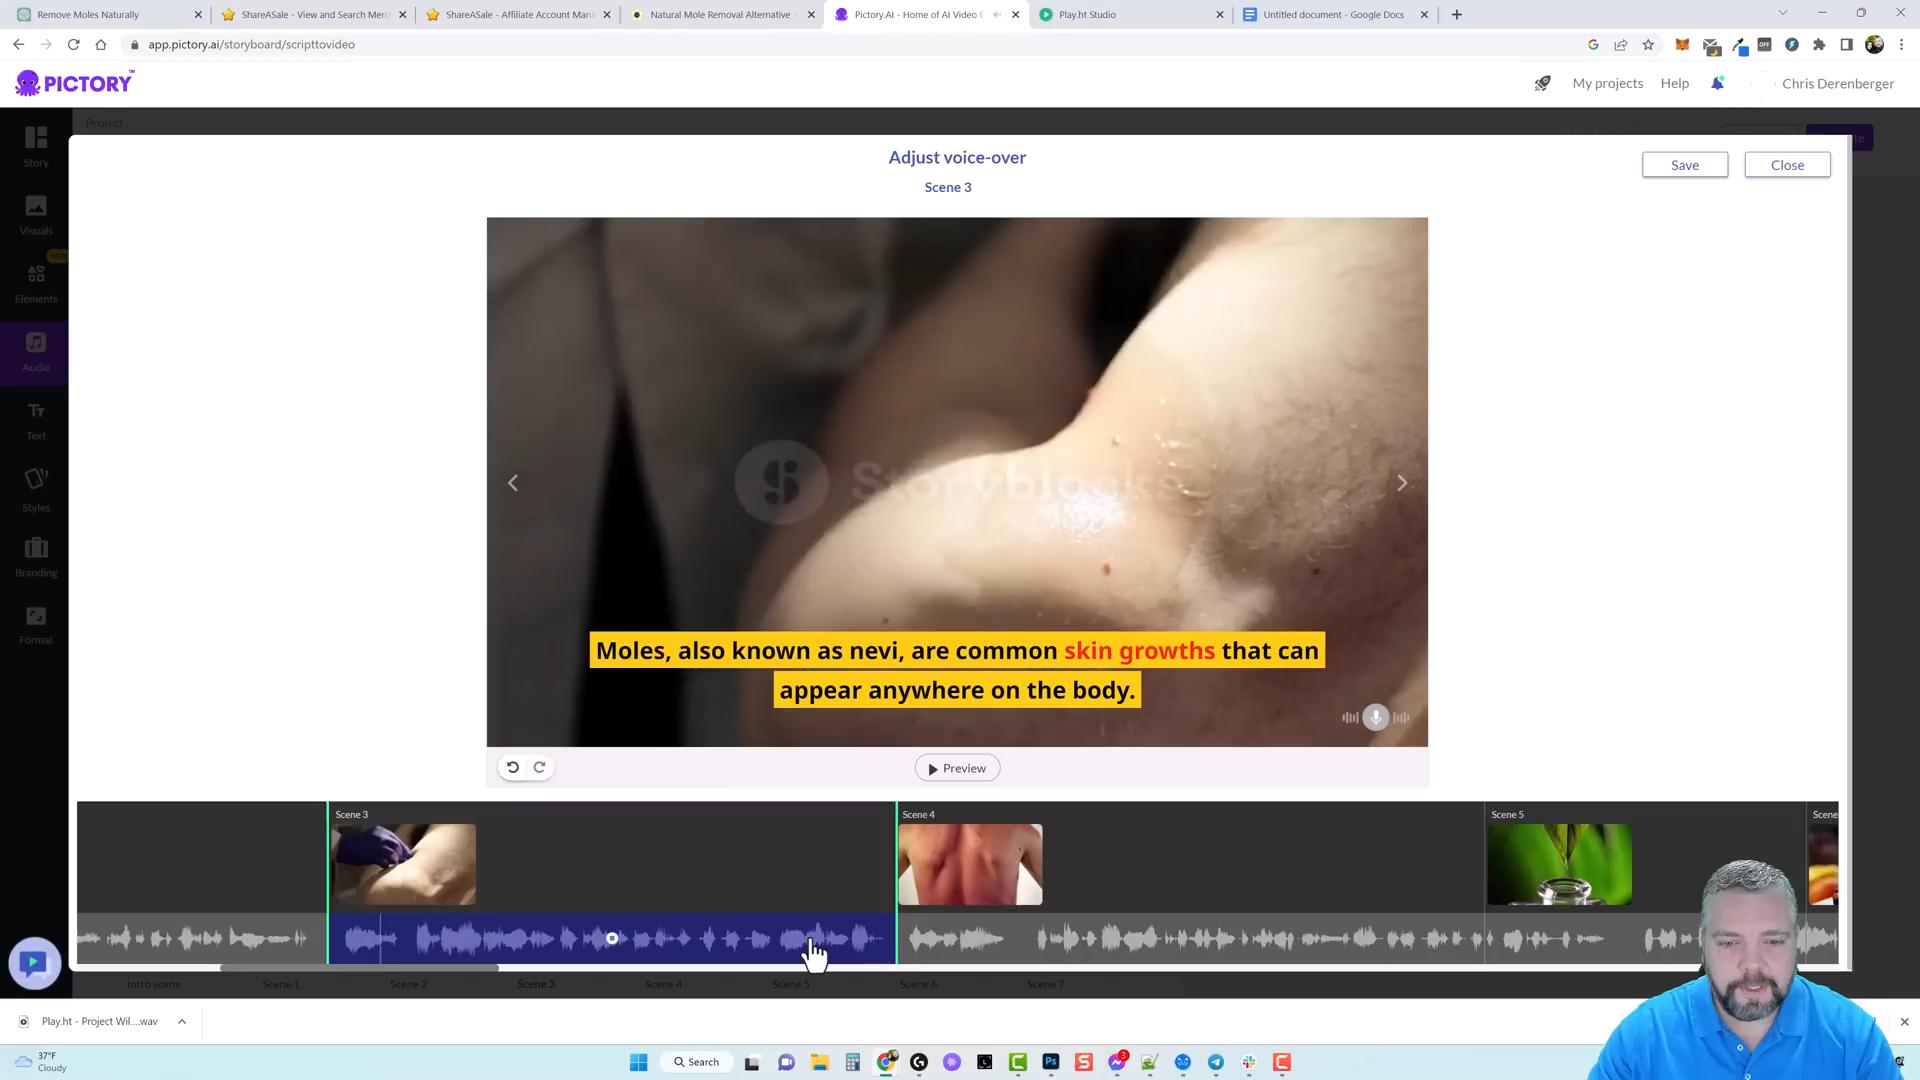 Remove Moles Naturally
ShareASale - View and Search Merc
ShareASale - Affiliate Account Mana
Natural Mole Removal Alternative -
Pictory.AI - Home of AI Video E
Play.ht Studio
Untitled document - Google Docs
app.pictory.ai/storyboard/scripttovideo
OFF
PICTORY
My projects
Help
Chris Derenberger
Project
Story
Visuals
Elements
Audio
Text
Styles
Branding
Format
Adjust voice-over
Scene 3
Save
Close
Storyblocks
Moles, also known as nevi, are common skin growths that can
appear anywhere on the body.
Preview
Scene 3
Scene 4
Scene 5
Scene
Intro scene
Scene 1
Scene 2
Scene 3
Scene 4
Scene 5
Scene 6
Scene 7
Play.ht - Project Wil....wav
37°F
Cloudy
Search
3